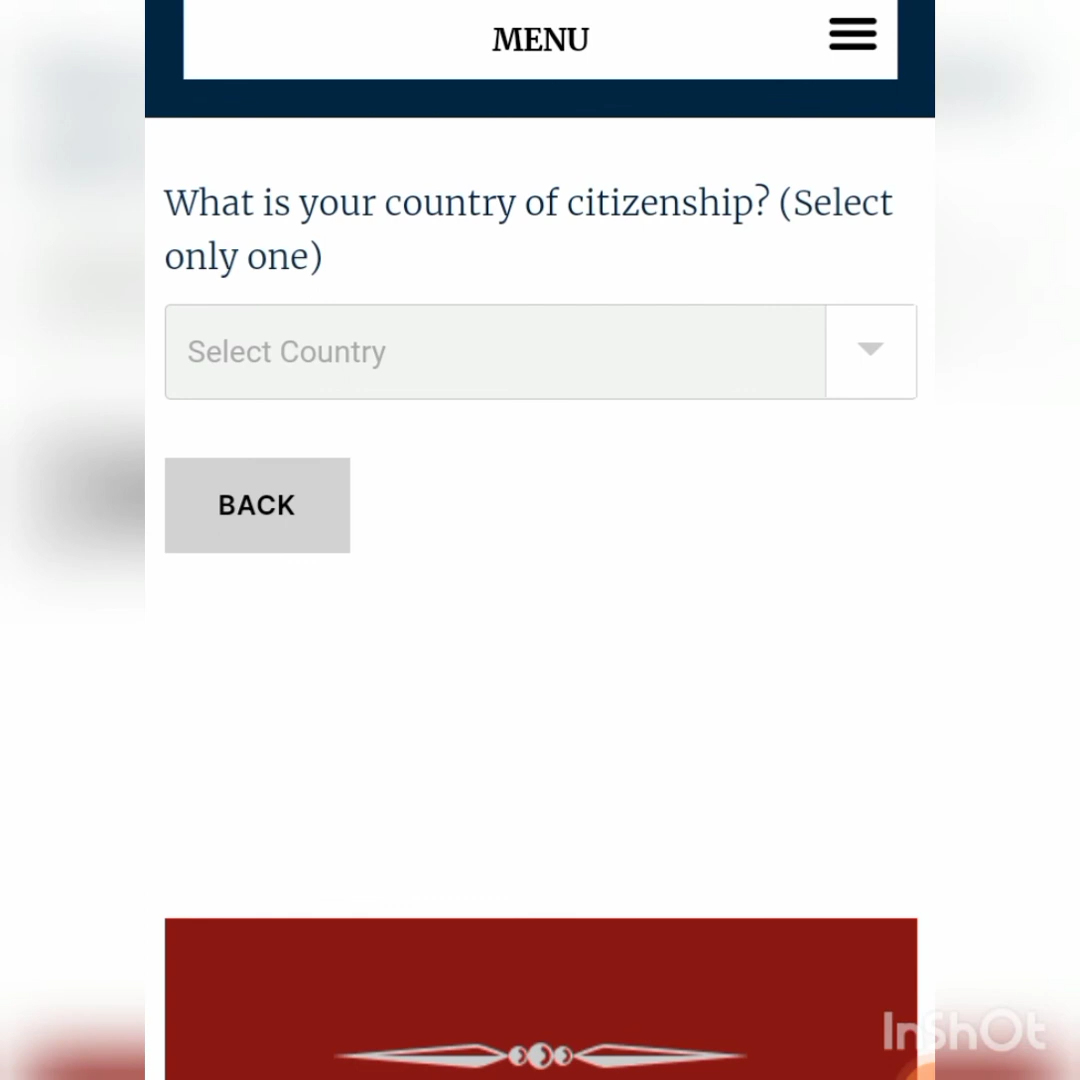 MENU
What is your country of citizenship? (Select
only one)
Select Country
BACK
InShOt